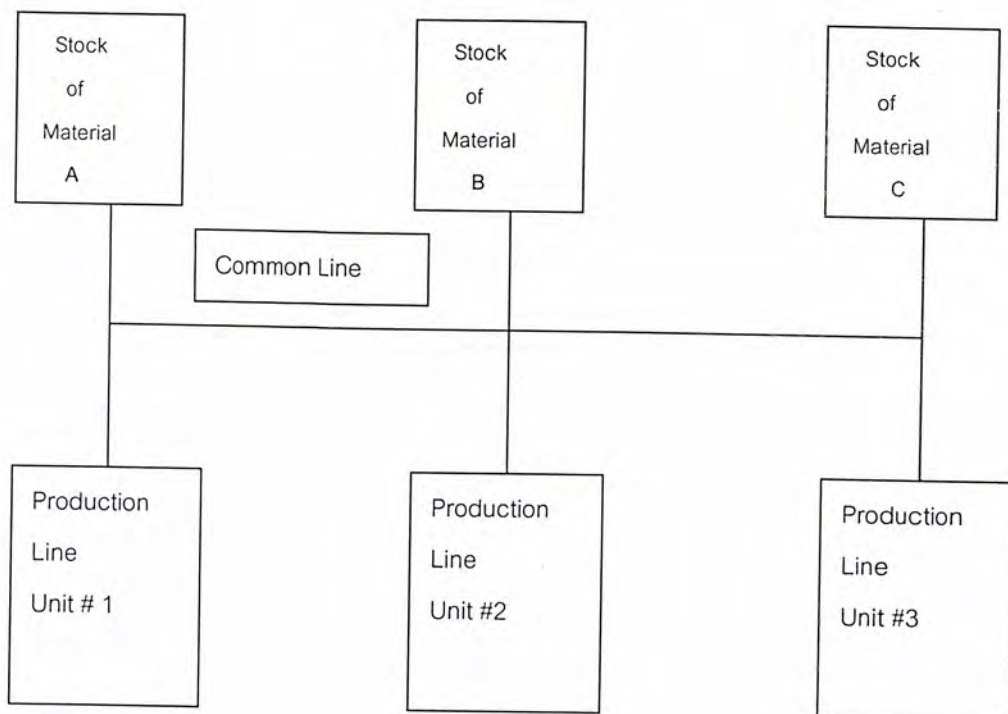 Stock
of
Material
A
Stock
of
Material
B
Stock
of
Material
C
Common Line
Production
Line
Unit # 1
Production
Line
Unit #2
Production
Line
Unit #3